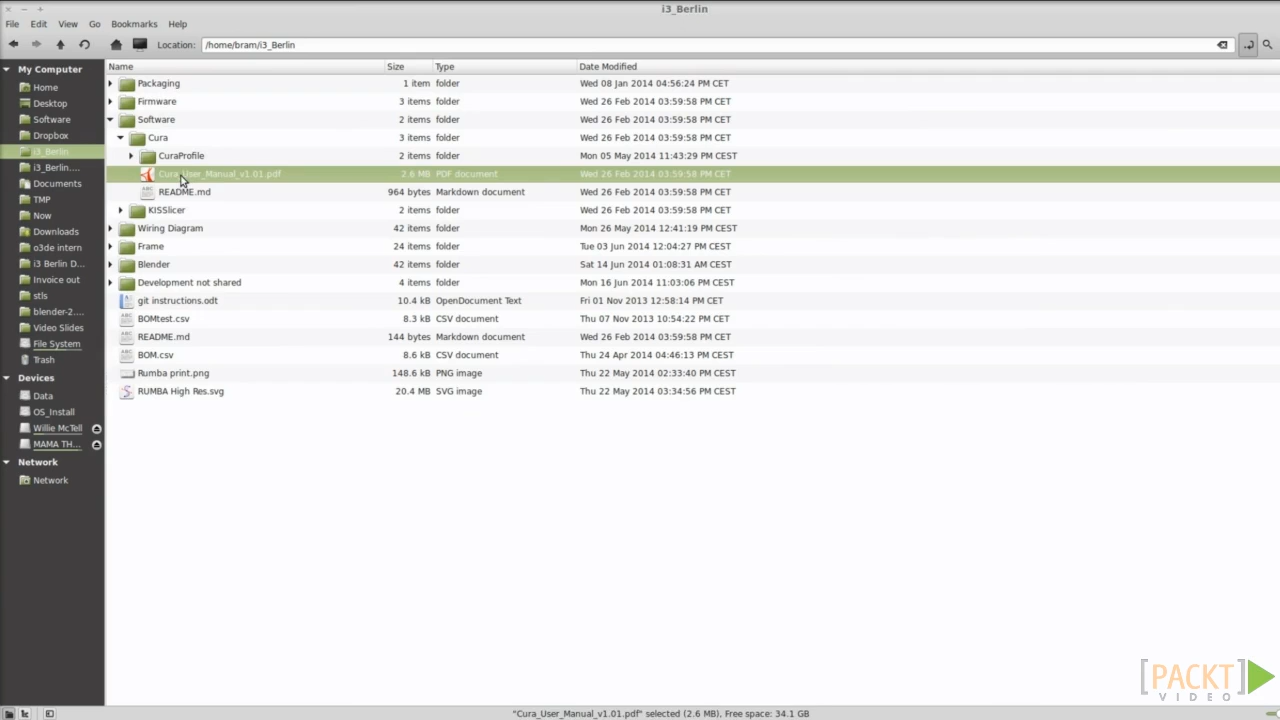 i3_Berlin
File Edit View Go Bookmarks Help
Location: /home/bram/i3_Berlin
My Computer
Home
Desktop
Software
Dropbox
i3_Berlin
i3_Berlin....
Documents
TMP
Now
Downloads
o3de intern
i3 Berlin D...
Invoice out
stls
blender-2....
Video Slides
File System
Trash
Devices
Data
OS_Install
Willie McTell
MAMA TH...
Network
Network
Name Size Type Date Modified
Packaging 1 item folder Wed 08 Jan 2014 04:56:24 PM CET
Firmware 3 items folder Wed 26 Feb 2014 03:59:58 PM CET
Software 2 items folder Wed 26 Feb 2014 03:59:58 PM CET
Cura 3 items folder Wed 26 Feb 2014 03:59:58 PM CET
CuraProfile 2 items folder Mon 05 May 2014 11:43:29 PM CEST
Cura_User_Manual_v1.01.pdf 2.6 MB PDF document Wed 26 Feb 2014 03:59:58 PM CET
README.md 964 bytes Markdown document Wed 26 Feb 2014 03:59:58 PM CET
KISSlicer 2 items folder Wed 26 Feb 2014 03:59:58 PM CET
Wiring Diagram 42 items folder Mon 26 May 2014 12:41:19 PM CEST
Frame 24 items folder Tue 03 Jun 2014 12:04:27 PM CEST
Blender 42 items folder Sat 14 Jun 2014 01:08:31 AM CEST
Development not shared 4 items folder Mon 16 Jun 2014 11:03:06 PM CEST
git instructions.odt 10.4 kB OpenDocument Text Fri 01 Nov 2013 12:58:14 PM CET
BOMtest.csv 8.3 kB CSV document Thu 07 Nov 2013 10:54:22 PM CET
README.md 144 bytes Markdown document Wed 26 Feb 2014 03:59:58 PM CET
BOM.csv 8.6 kB CSV document Thu 24 Apr 2014 04:46:13 PM CEST
Rumba print.png 148.6 kB PNG image Thu 22 May 2014 02:33:40 PM CEST
RUMBA High Res.svg 20.4 MB SVG image Thu 22 May 2014 03:34:56 PM CEST
[PACKT]
VIDEO
"Cura_User_Manual_v1.01.pdf" selected (2.6 MB), Free space: 34.1 GB